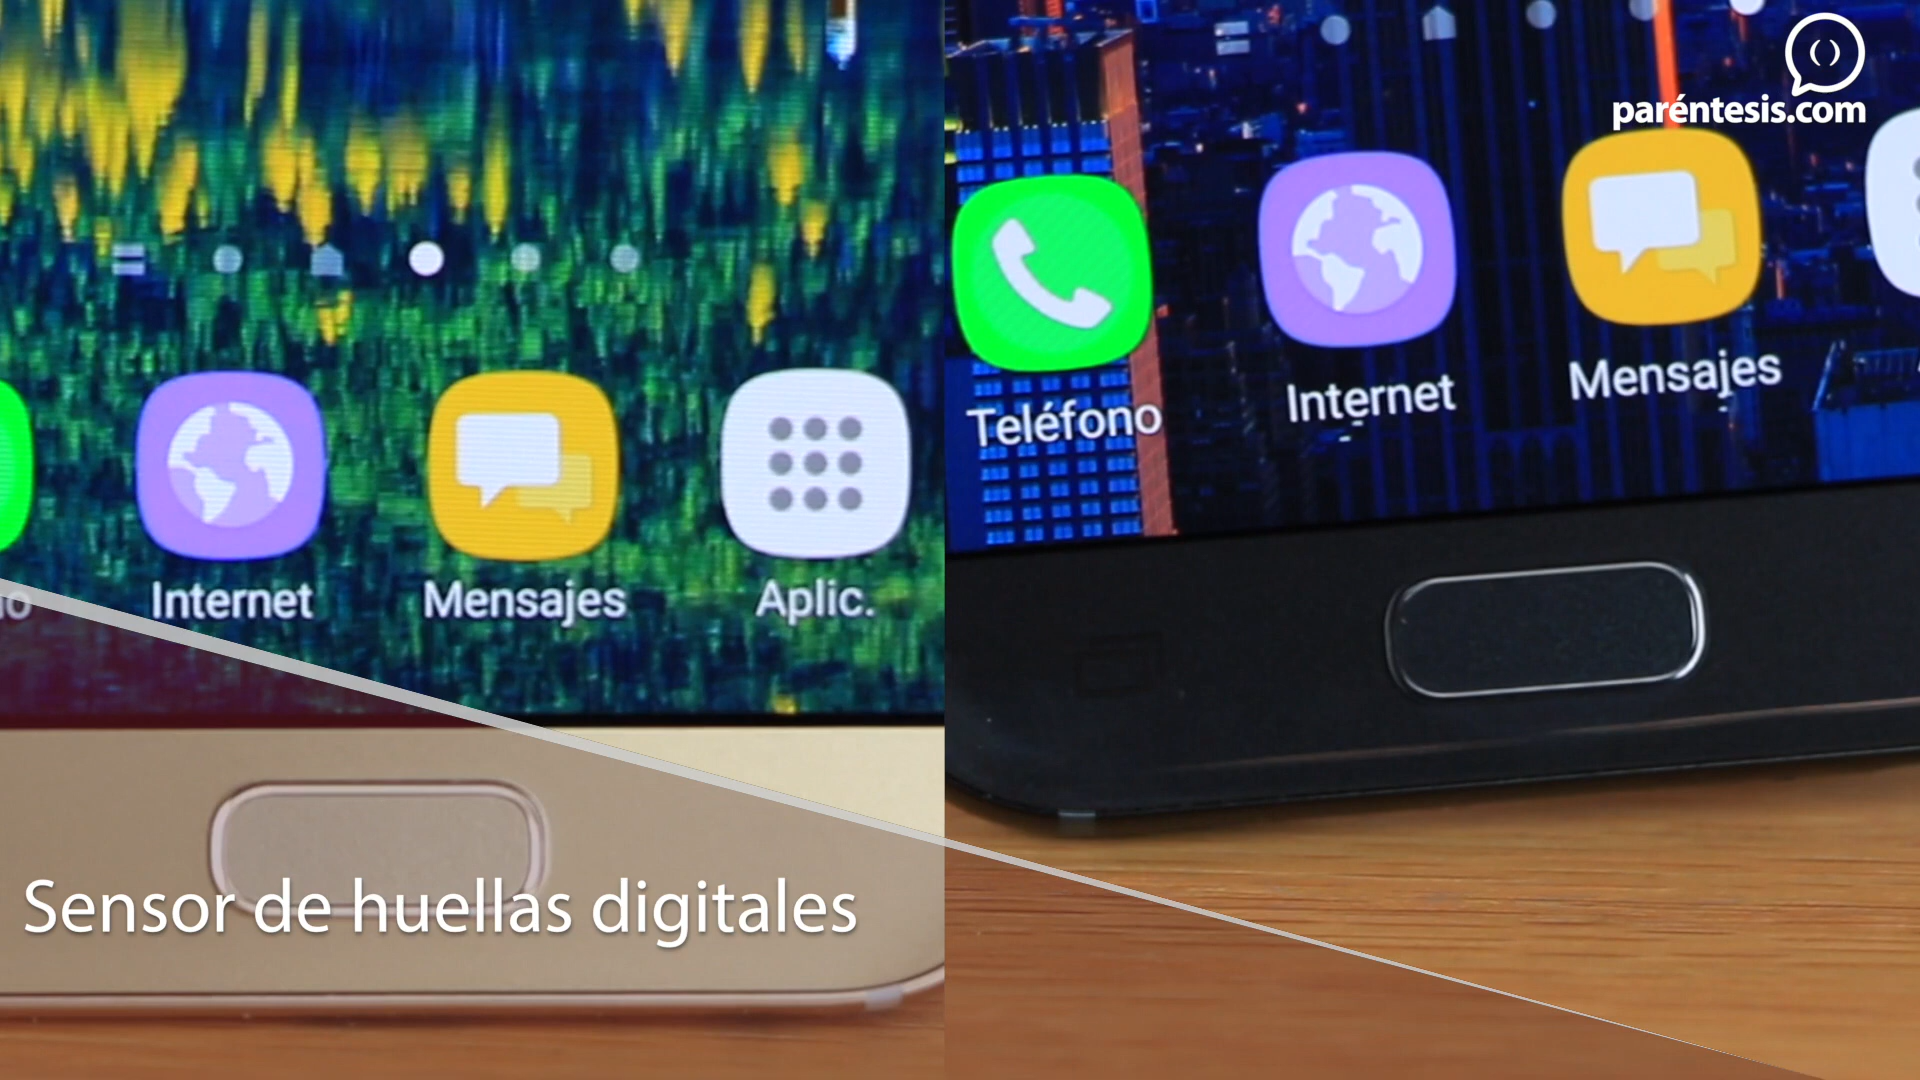 ( )
paréntesis.com
Teléfono
Internet
Mensajes
Internet
Mensajes
Aplic.
Sensor de huellas digitales